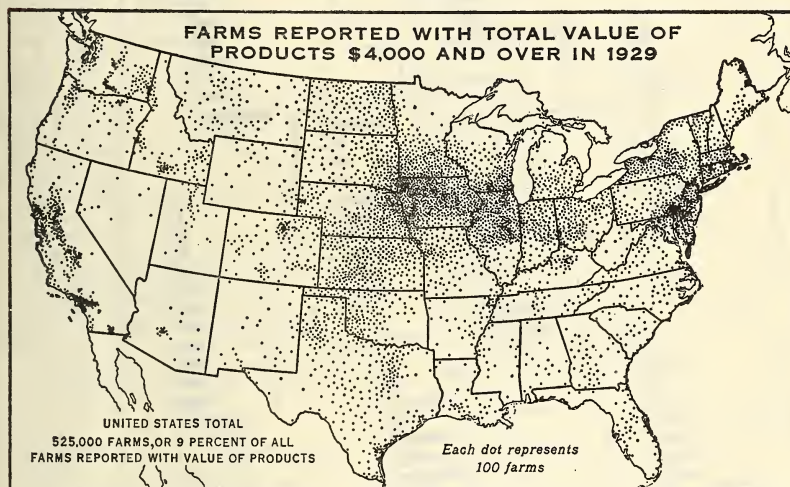 FARMS REPORTED WITH TOTAL VALUE OF
PRODUCTS $4,000 AND OVER IN 1929
UNITED STATES TOTAL
525,000 FARMS,OR 9 PERCENT OF ALL
FARMS REPORTED WITH VALUE OF PRODUCTS
Each dot represents
100 farms